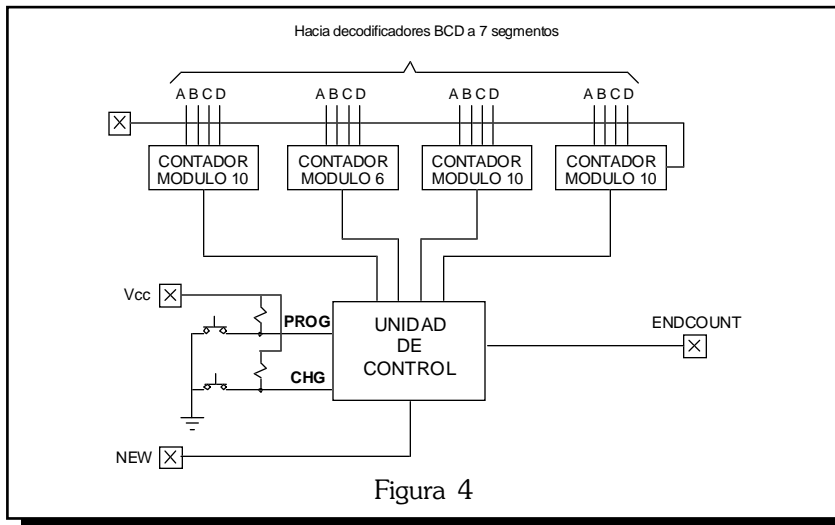 Hacia decodificadores BCD a 7 segmentos
A B C D A B C D A B C D A B C D
CONTADOR MODULO 10
CONTADOR MODULO 6
CONTADOR MODULO 10
CONTADOR MODULO 10
Vcc
PROG
CHG
UNIDAD
DE
CONTROL
ENDCOUNT
NEW
Figura 4